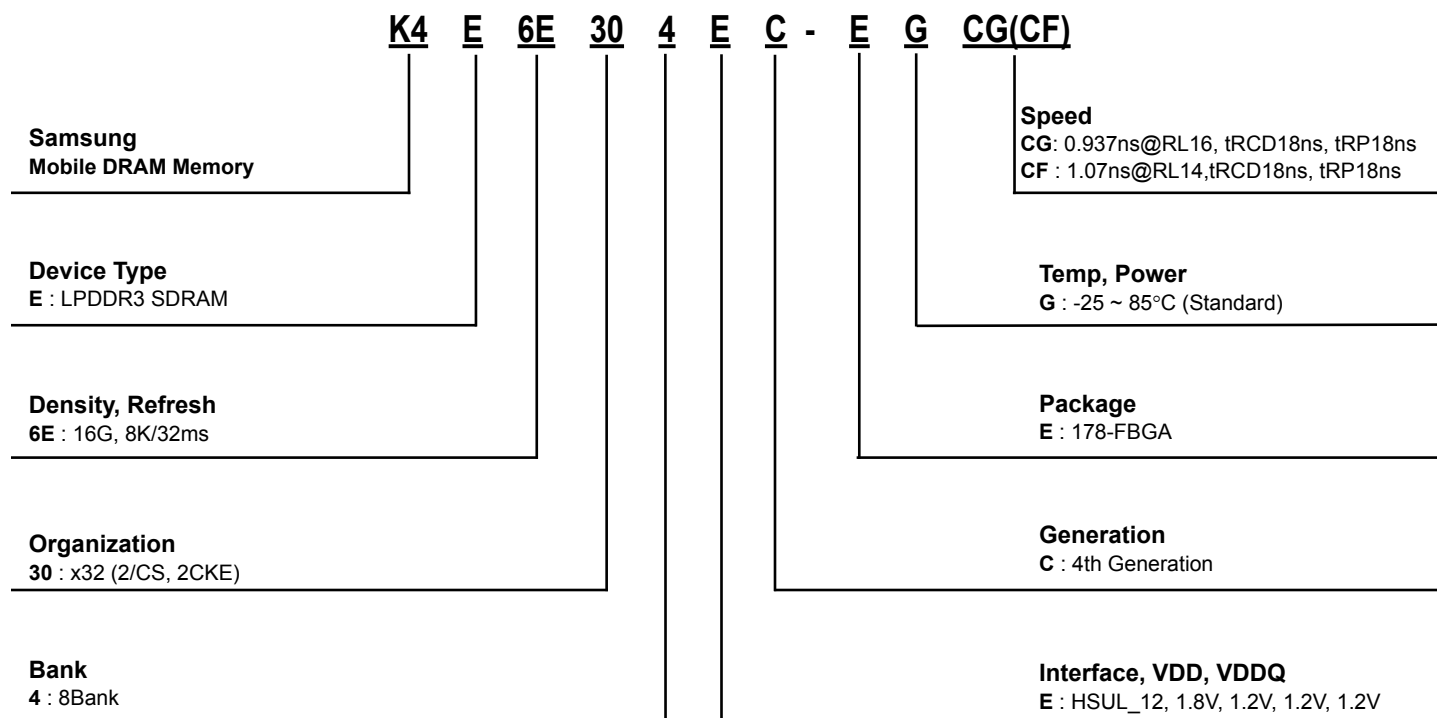 K4 E 6E 30 4 E C - E G CG(CF)
Samsung
Mobile DRAM Memory
Speed
CG: 0.937ns@RL16, tRCD18ns, tRP18ns
CF : 1.07ns@RL14,tRCD18ns, tRP18ns
Device Type
E : LPDDR3 SDRAM
Temp, Power
G : -25 ~ 85°C (Standard)
Density, Refresh
6E : 16G, 8K/32ms
Package
E : 178-FBGA
Organization
30 : x32 (2/CS, 2CKE)
Generation
C : 4th Generation
Bank
4 : 8Bank
Interface, VDD, VDDQ
E : HSUL_12, 1.8V, 1.2V, 1.2V, 1.2V